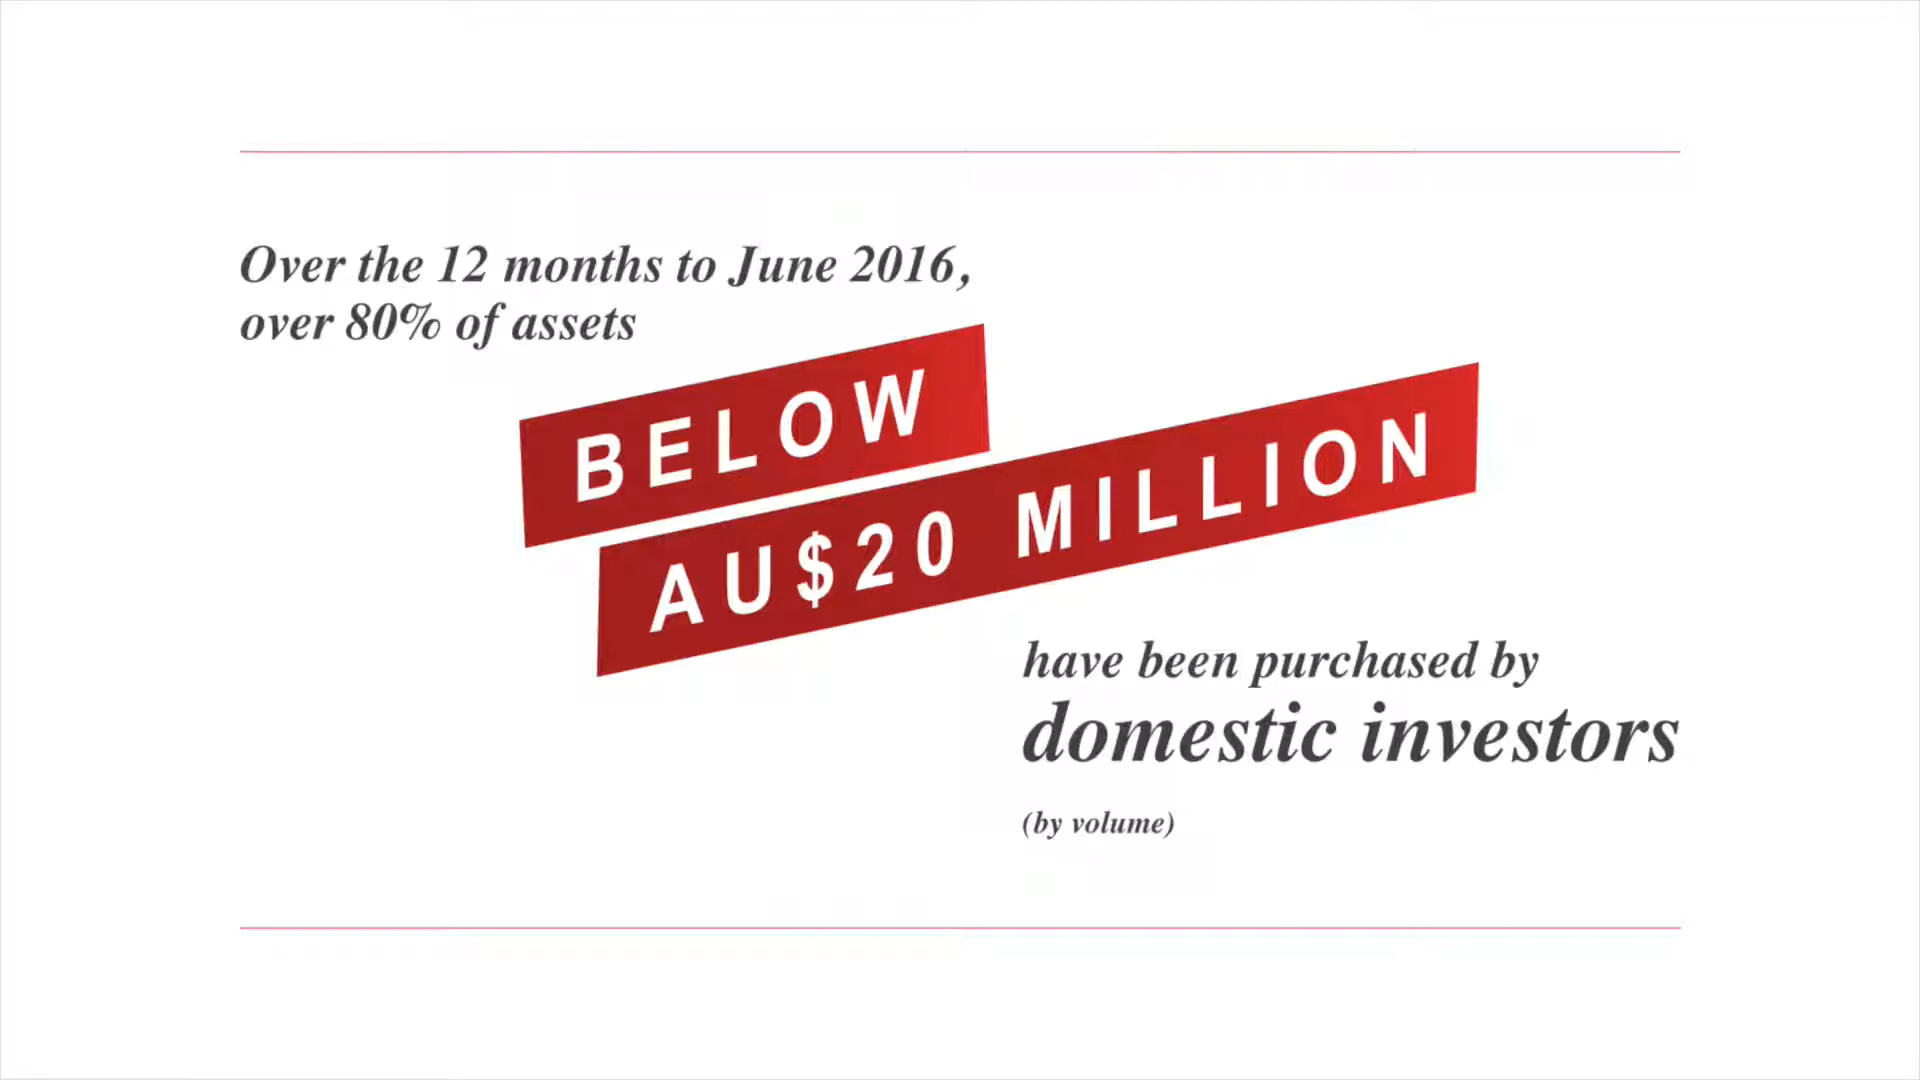 Over the 12 months to June 2016,
over 80% of assets
BELOW
AU$20 MILLION
have been purchased by
domestic investors
(by volume)